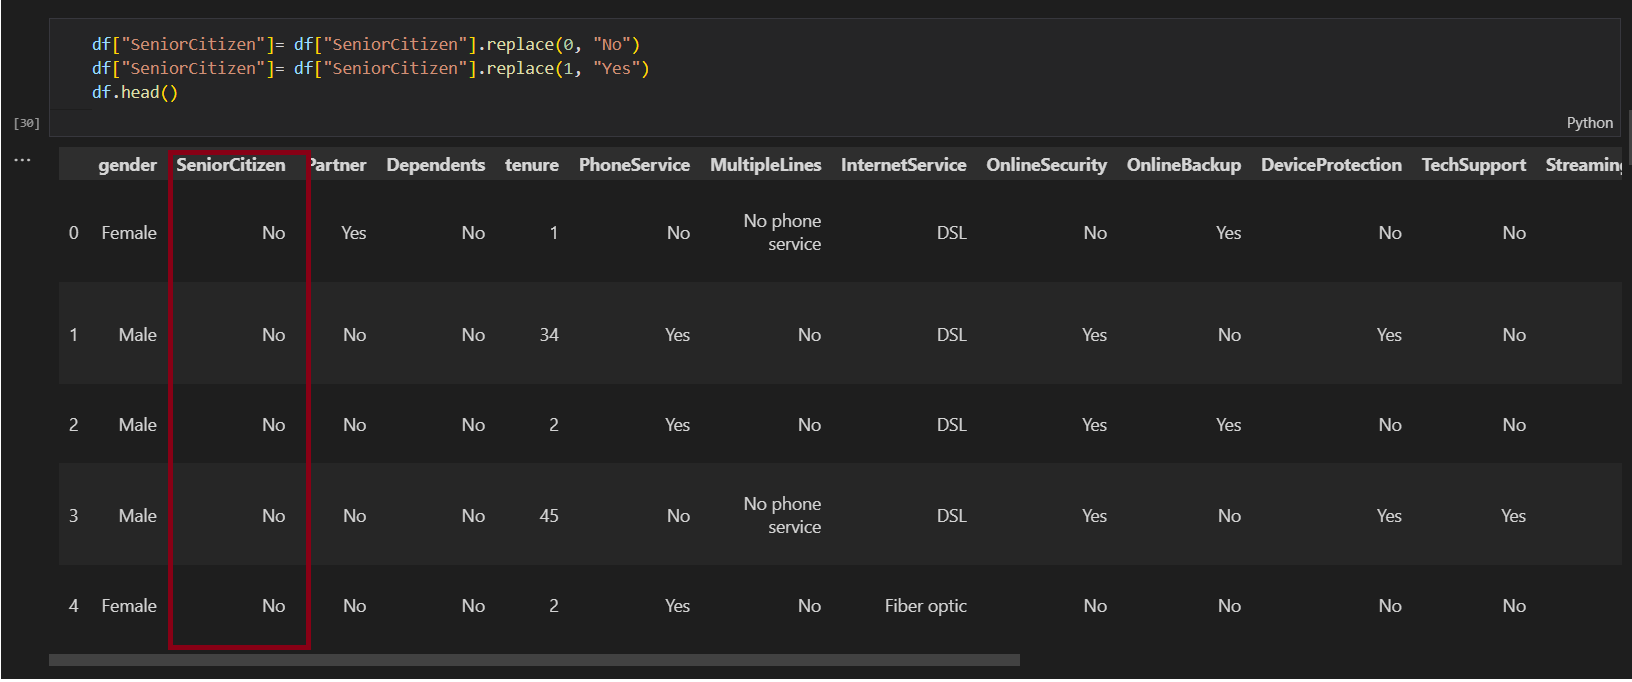 df["SeniorCitizen"]= df["SeniorCitizen"].replace(0, "No")
df["SeniorCitizen"]= df["SeniorCitizen"].replace(1, "Yes")
df.head()
[30]
Python
...
gender SeniorCitizen Partner Dependents tenure PhoneService MultipleLines InternetService OnlineSecurity OnlineBackup DeviceProtection TechSupport Streaming
0 Female No Yes No 1 No No phone service DSL No Yes No No
1 Male No No No 34 Yes No DSL Yes No Yes No
2 Male No No No 2 Yes No DSL Yes Yes No No
3 Male No No No 45 No No phone service DSL Yes No Yes Yes
4 Female No No No 2 Yes No Fiber optic No No No No